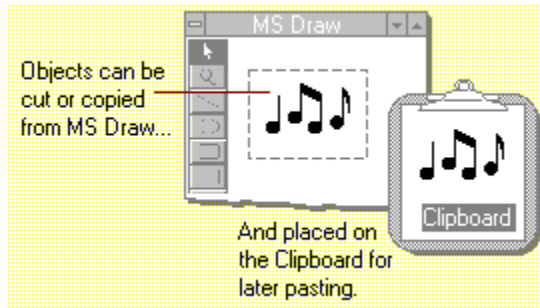 MS Draw
Objects can be
cut or copied
from MS Draw...
Clipboard
And placed on
the Clipboard for
later pasting.